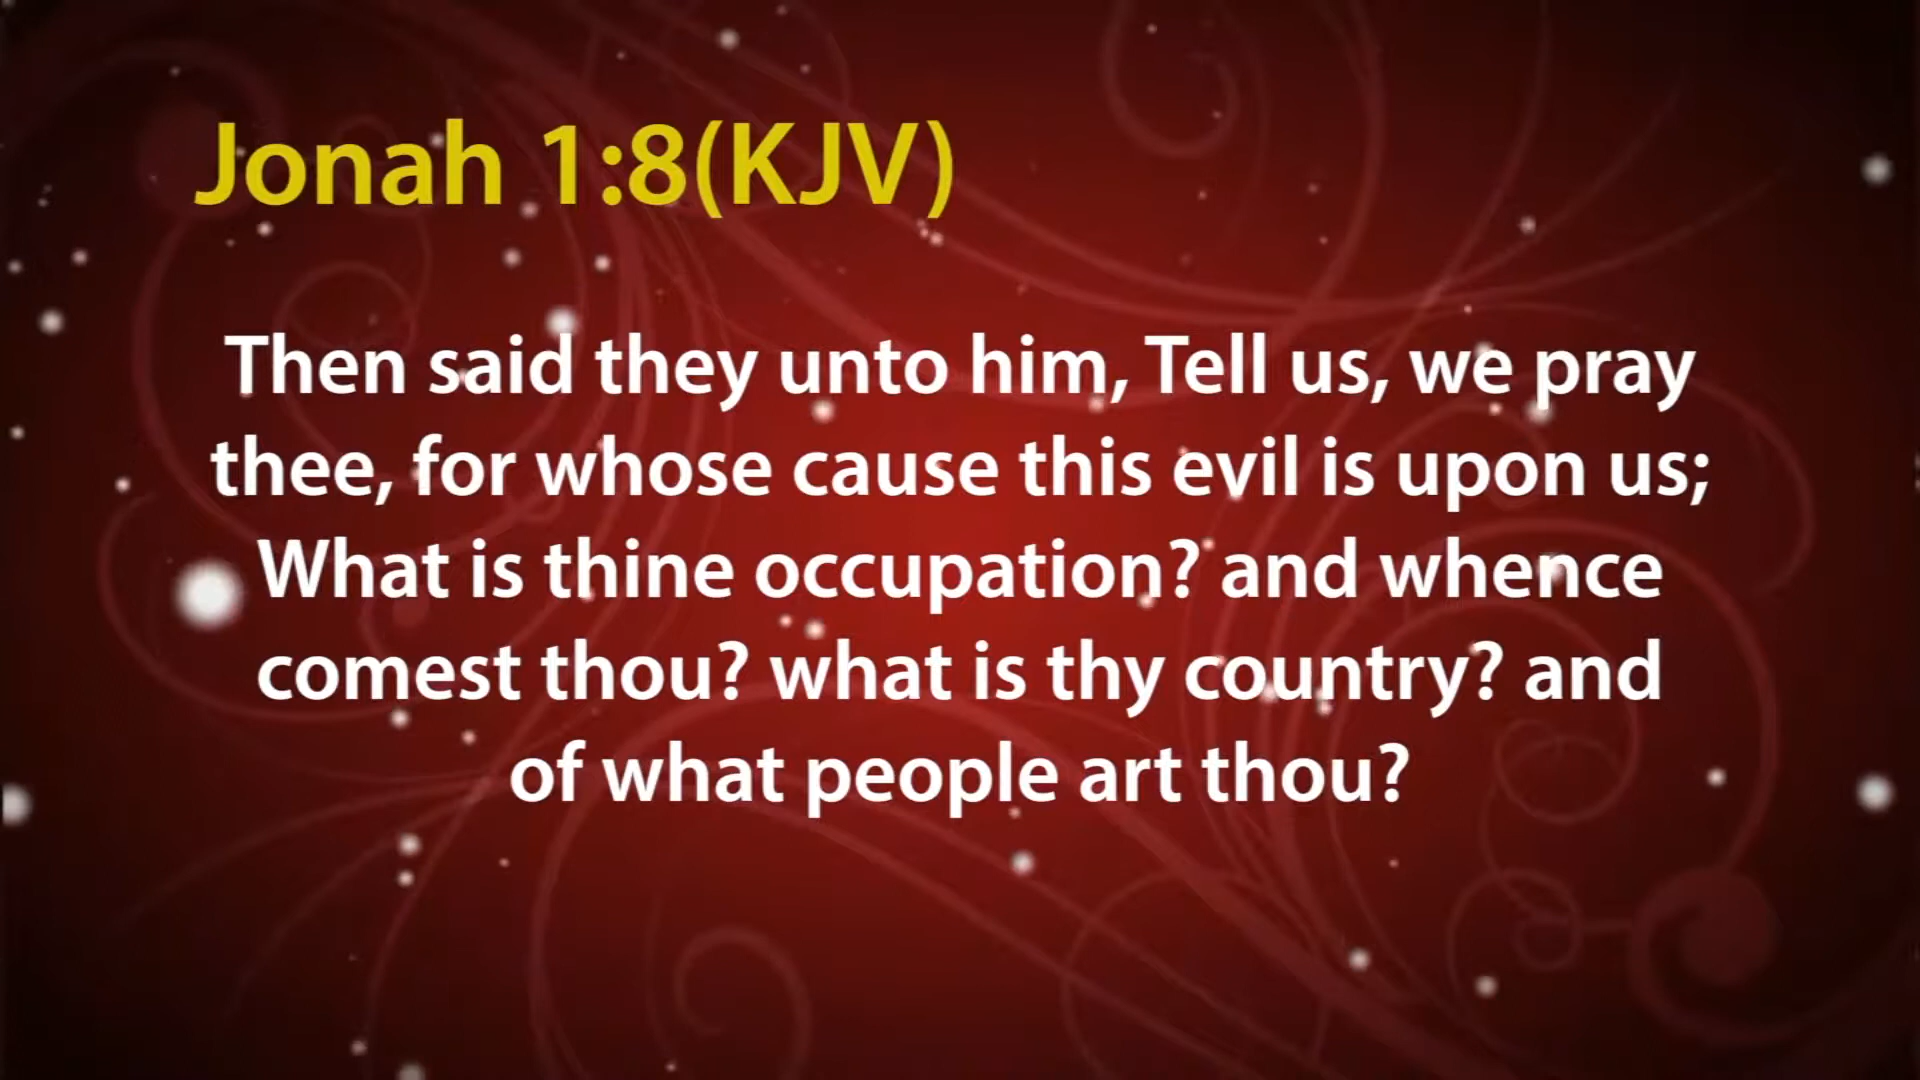 Jonah 1:8(KJV)
Then said they unto him, Tell us, we pray
thee, for whose cause this evil is upon us;
What is thine occupation? and whence
comest thou? what is thy country? and
of what people art thou?